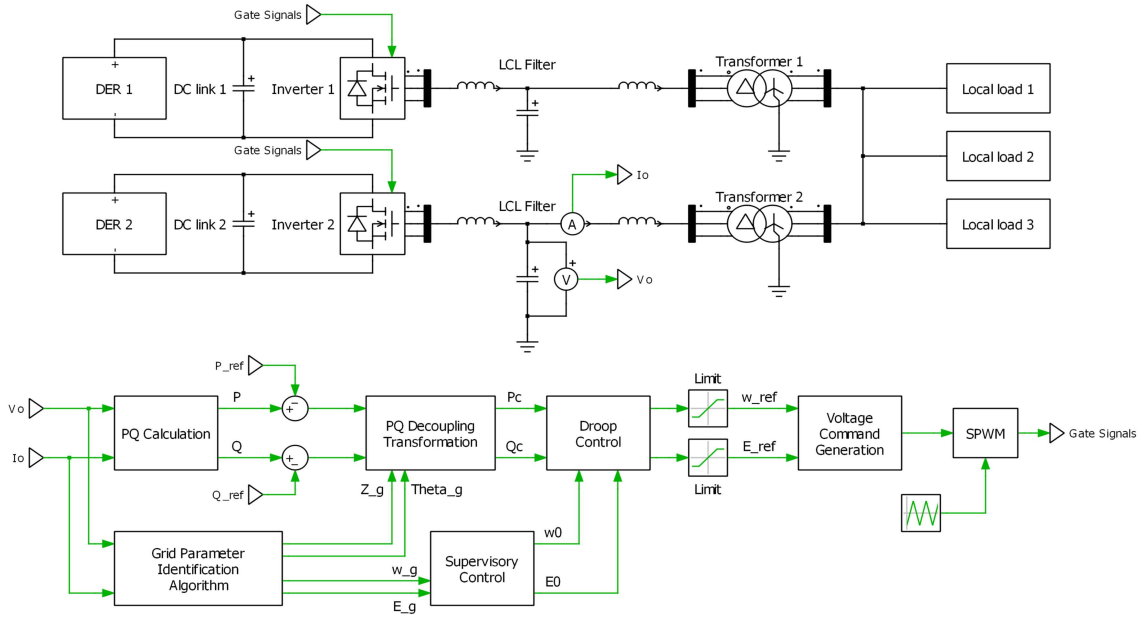 Gate Signals
DER 1
DC link 1
Inverter 1
LCL Filter
Transformer 1
Local load 1
Gate Signals
Local load 2
Io
DER 2
DC link 2
Inverter 2
LCL Filter
A
Transformer 2
Local load 3
V
Vo
P_ref
Vo
Io
PQ Calculation
P
Q
Q_ref
PQ Decoupling
Transformation
Pc
Qc
Droop
Control
Limit
Limit
w_ref
E_ref
Voltage
Command
Generation
SPWM
Gate Signals
Z_g
Theta_g
Grid Parameter
Identification
Algorithm
w_g
E_g
Supervisory
Control
w0
E0